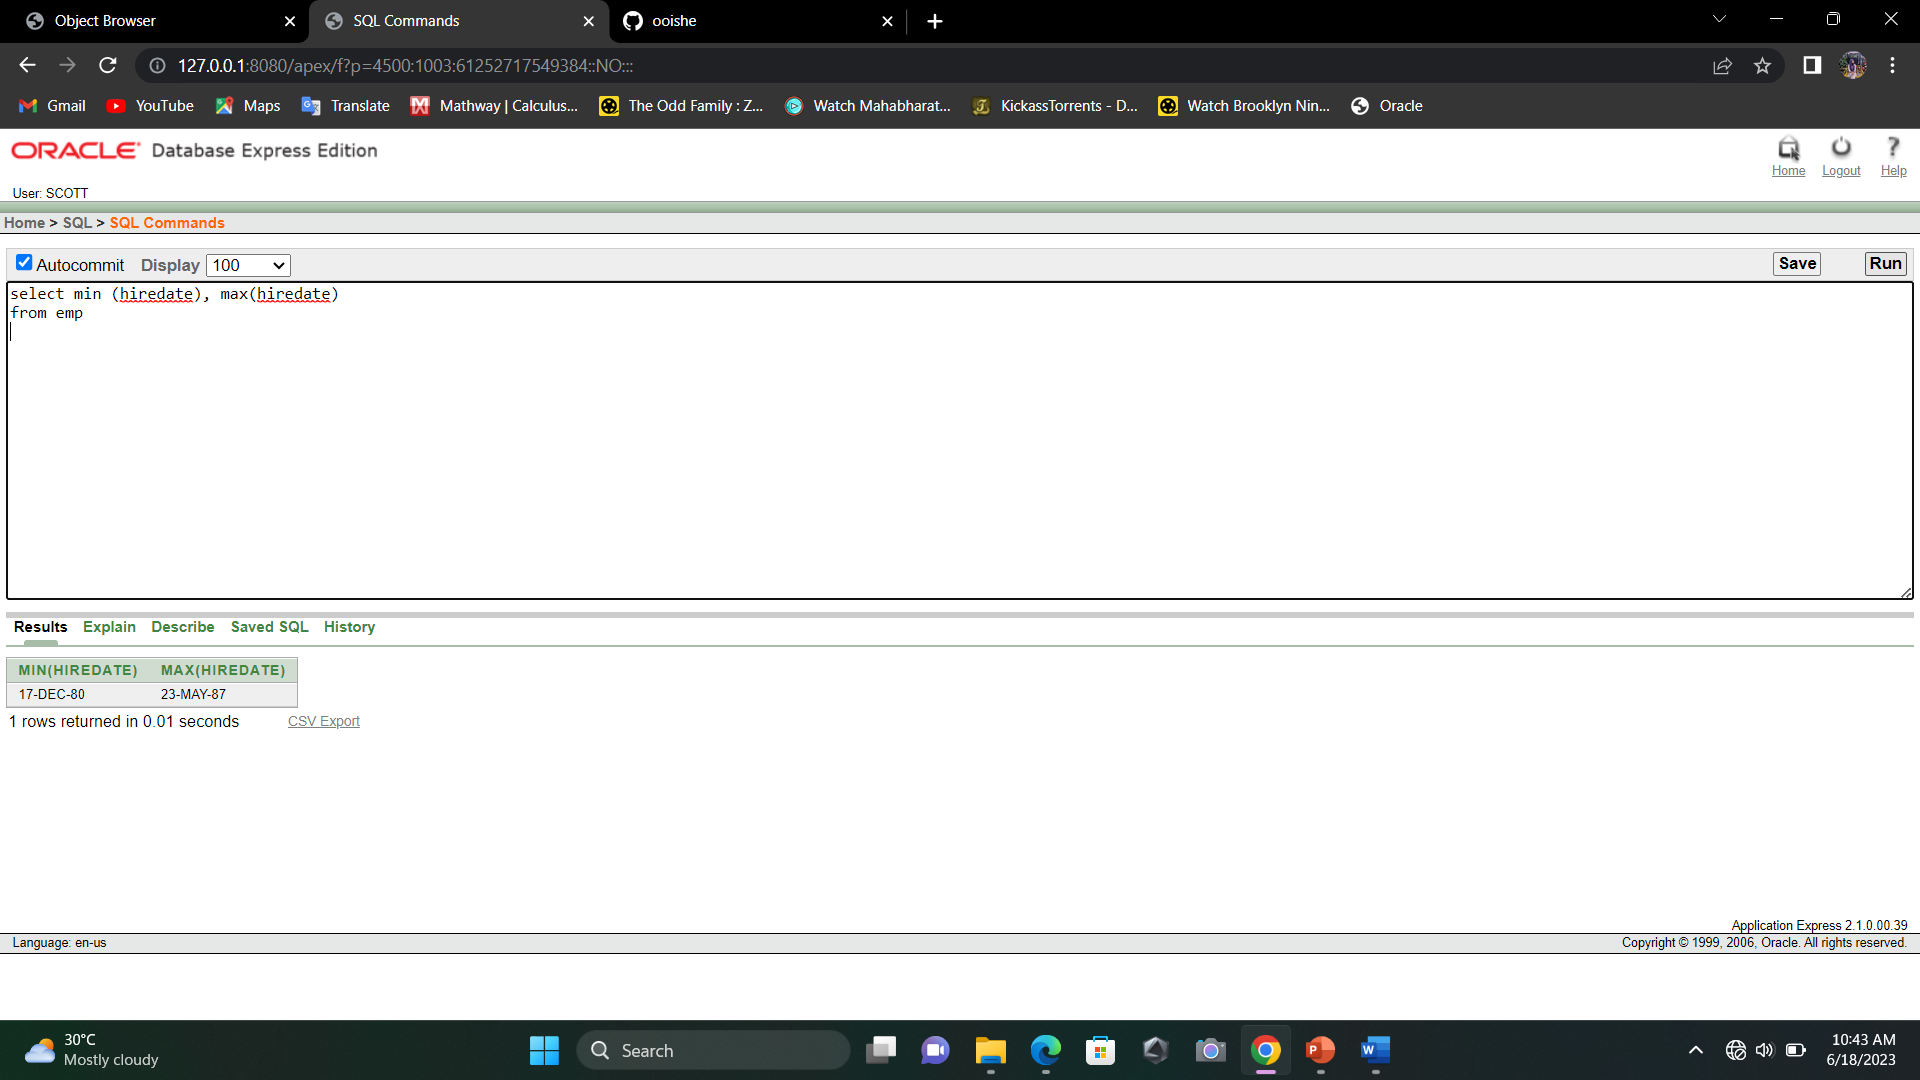 Object Browser
SQL Commands
ooishe
127.0.0.1:8080/apex/f?p=4500:1003:61252717549384::NO:::
Gmail YouTube Maps Translate Mathway | Calculus... The Odd Family : Z... Watch Mahabharat... KickassTorrents - D... Watch Brooklyn Nin... Oracle
ORACLE Database Express Edition
Home Logout Help
User: SCOTT
Home > SQL > SQL Commands
Autocommit Display 100 Save Run
select min (hiredate), max(hiredate)
from emp
Results Explain Describe Saved SQL History
MIN(HIREDATE) MAX(HIREDATE)
17-DEC-80 23-MAY-87
1 rows returned in 0.01 seconds CSV Export
Application Express 2.1.0.00.39
Language: en-us Copyright © 1999, 2006, Oracle. All rights reserved.
30°C
Mostly cloudy
Search
10:43 AM
6/18/2023